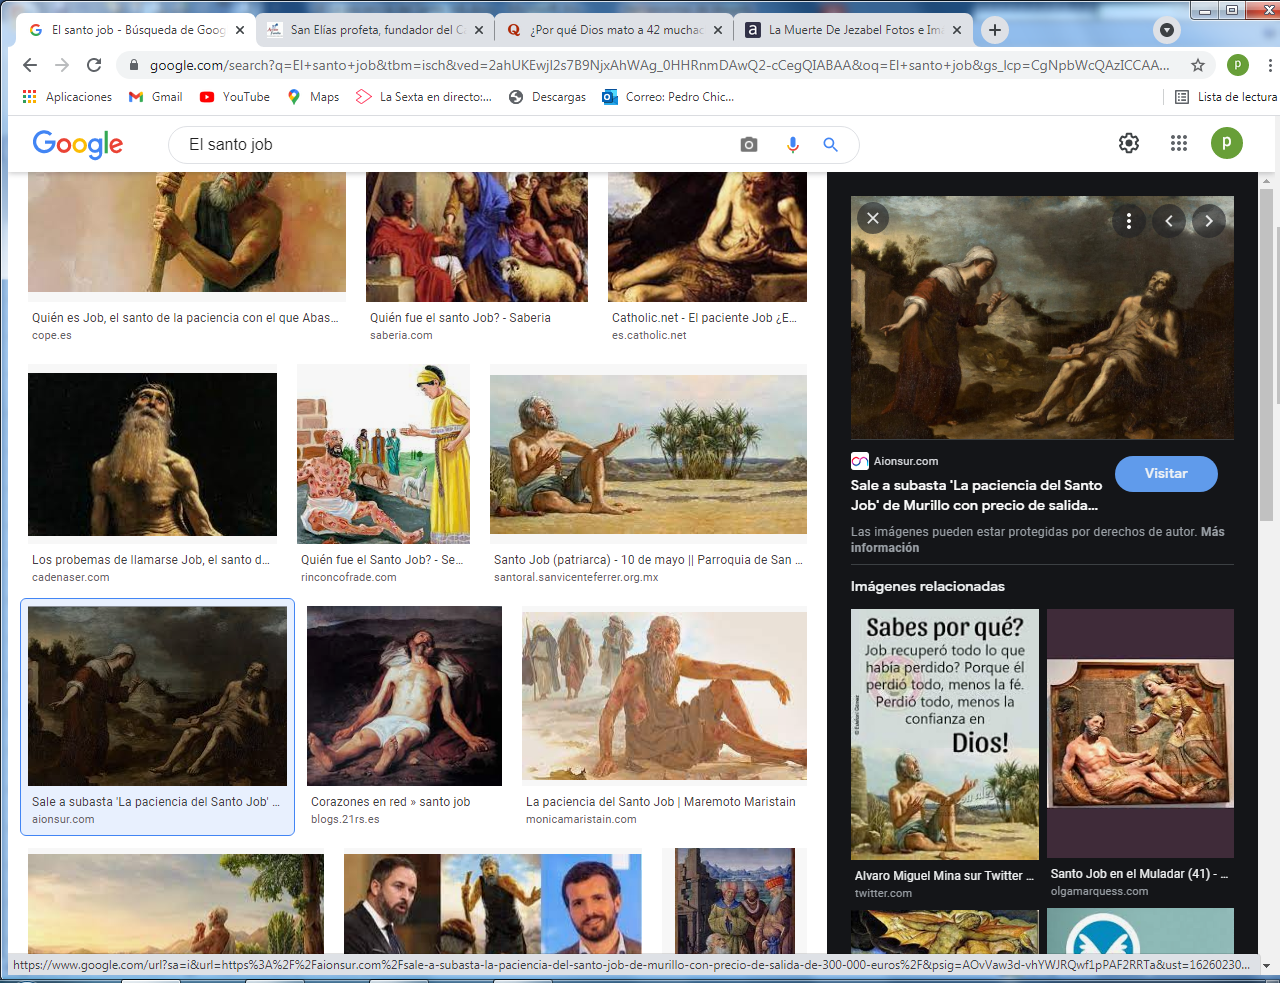 El santo job - Búsqueda de Goog
San Elías profeta, fundador del C
¿Por qué Dios mato a 42 muchac
La Muerte De Jezabel Fotos e Im
google.com/search?q=El+santo+job&tbm=isch&ved=2ahUKEwjI2s7B9NjxAhWAg_0HHRnmDAwQ2-cCegQIABAA&oq=El+santo+job&gs_lcp=CgNpbWcQAzICCAA...
p
Aplicaciones
Gmail
YouTube
Maps
La Sexta en directo:...
Descargas
Correo: Pedro Chic...
Lista de lectura
Google
El santo job
p
Quién es Job, el santo de la paciencia con el que Abas...
cope.es
Quién fue el santo Job? - Saberia
saberia.com
Catholic.net - El paciente Job ¿E...
es.catholic.net
Los probemas de llamarse Job, el santo d...
cadenaser.com
Quién fue el Santo Job? - Se...
rinconcofrade.com
Santo Job (patriarca) - 10 de mayo || Parroquia de San ...
santoral.sanvicenteferrer.org.mx
Sale a subasta 'La paciencia del Santo Job' ...
aionsur.com
Corazones en red » santo job
blogs.21rs.es
La paciencia del Santo Job | Maremoto Maristain
monicamaristain.com
Aionsur.com
Sale a subasta 'La paciencia del Santo
Job' de Murillo con precio de salida...
Visitar
Las imágenes pueden estar protegidas por derechos de autor. Más
información
Imágenes relacionadas
Sabes por qué?
Job recuperó todo lo que
había perdido? Porque él
perdió todo, menos la fé.
Perdió todo, menos la
confianza en
Dios!
Alvaro Miguel Mina sur Twitter ...
twitter.com
Santo Job en el Muladar (41) - ...
olgamarquess.com
https://www.google.com/url?sa=i&url=https%3A%2F%2Faionsur.com%2Fsale-a-subasta-la-paciencia-del-santo-job-de-murillo-con-precio-de-salida-de-300-000-euros%2F&psig=AOvVaw3d-vhYWJRQwf1pPAF2RRTa&ust=16260230...